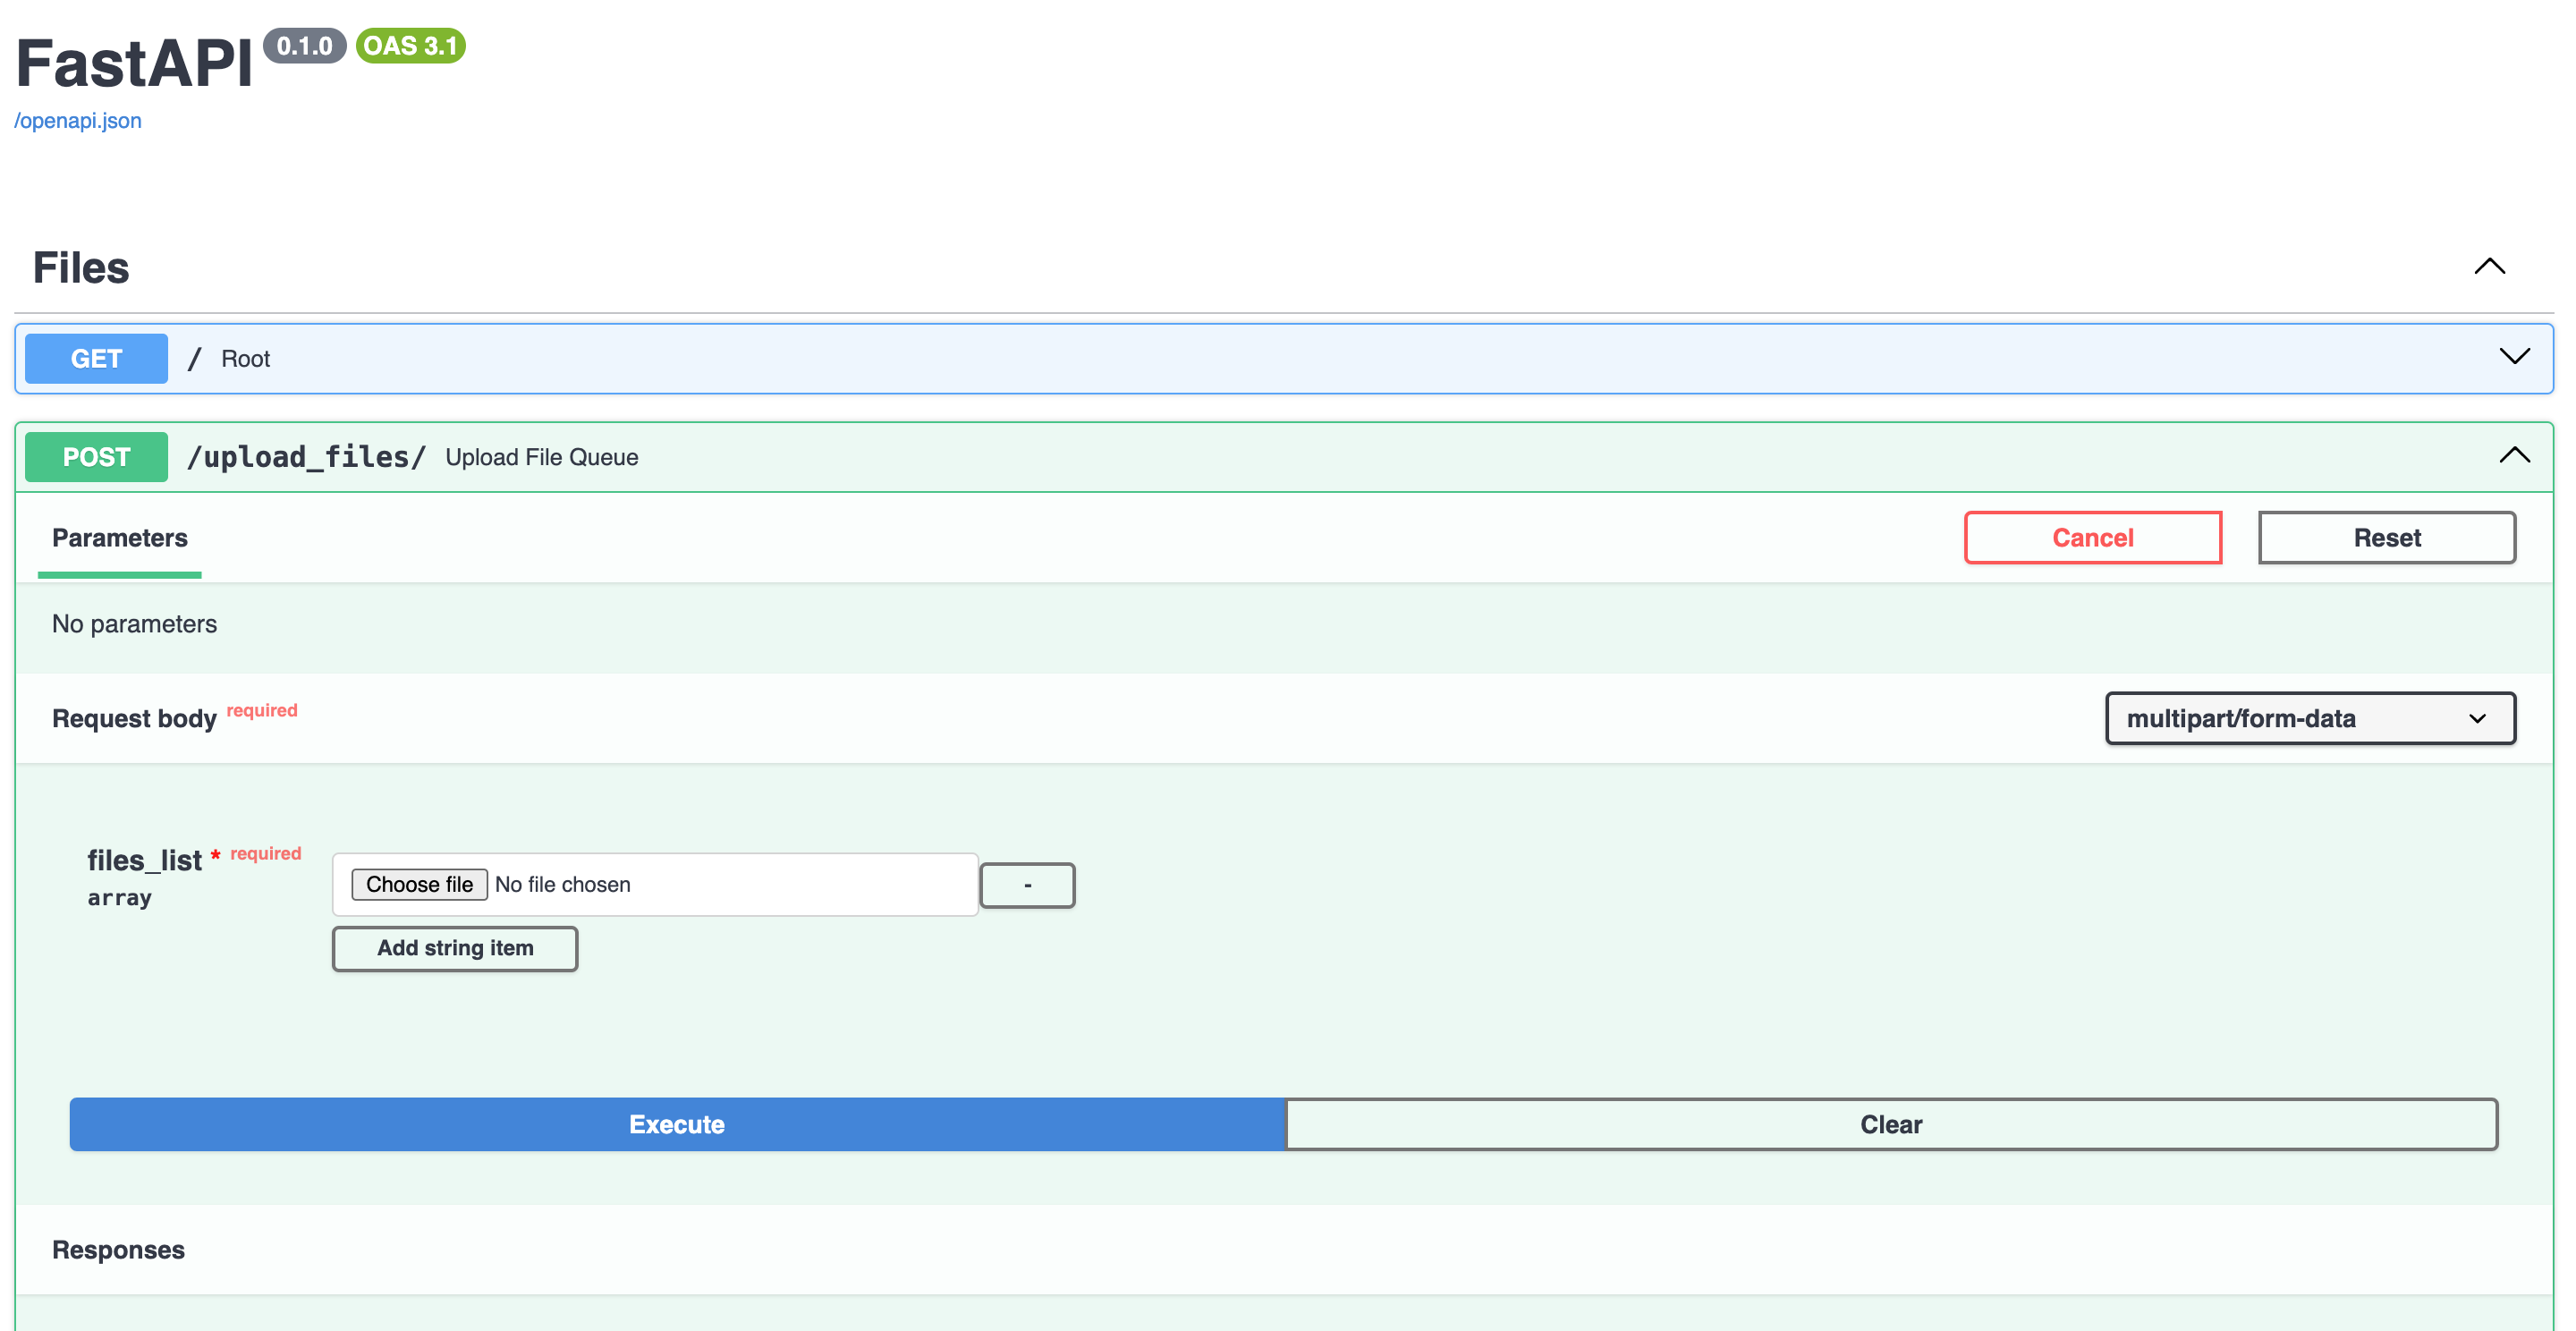 FastAPI 0.1.0 OAS 3.1
/openapi.json
Files
GET / Root
POST /upload_files/ Upload File Queue
Parameters Cancel Reset
No parameters
Request body required multipart/form-data
files_list * required
array
Choose file No file chosen -
Add string item
Execute Clear
Responses